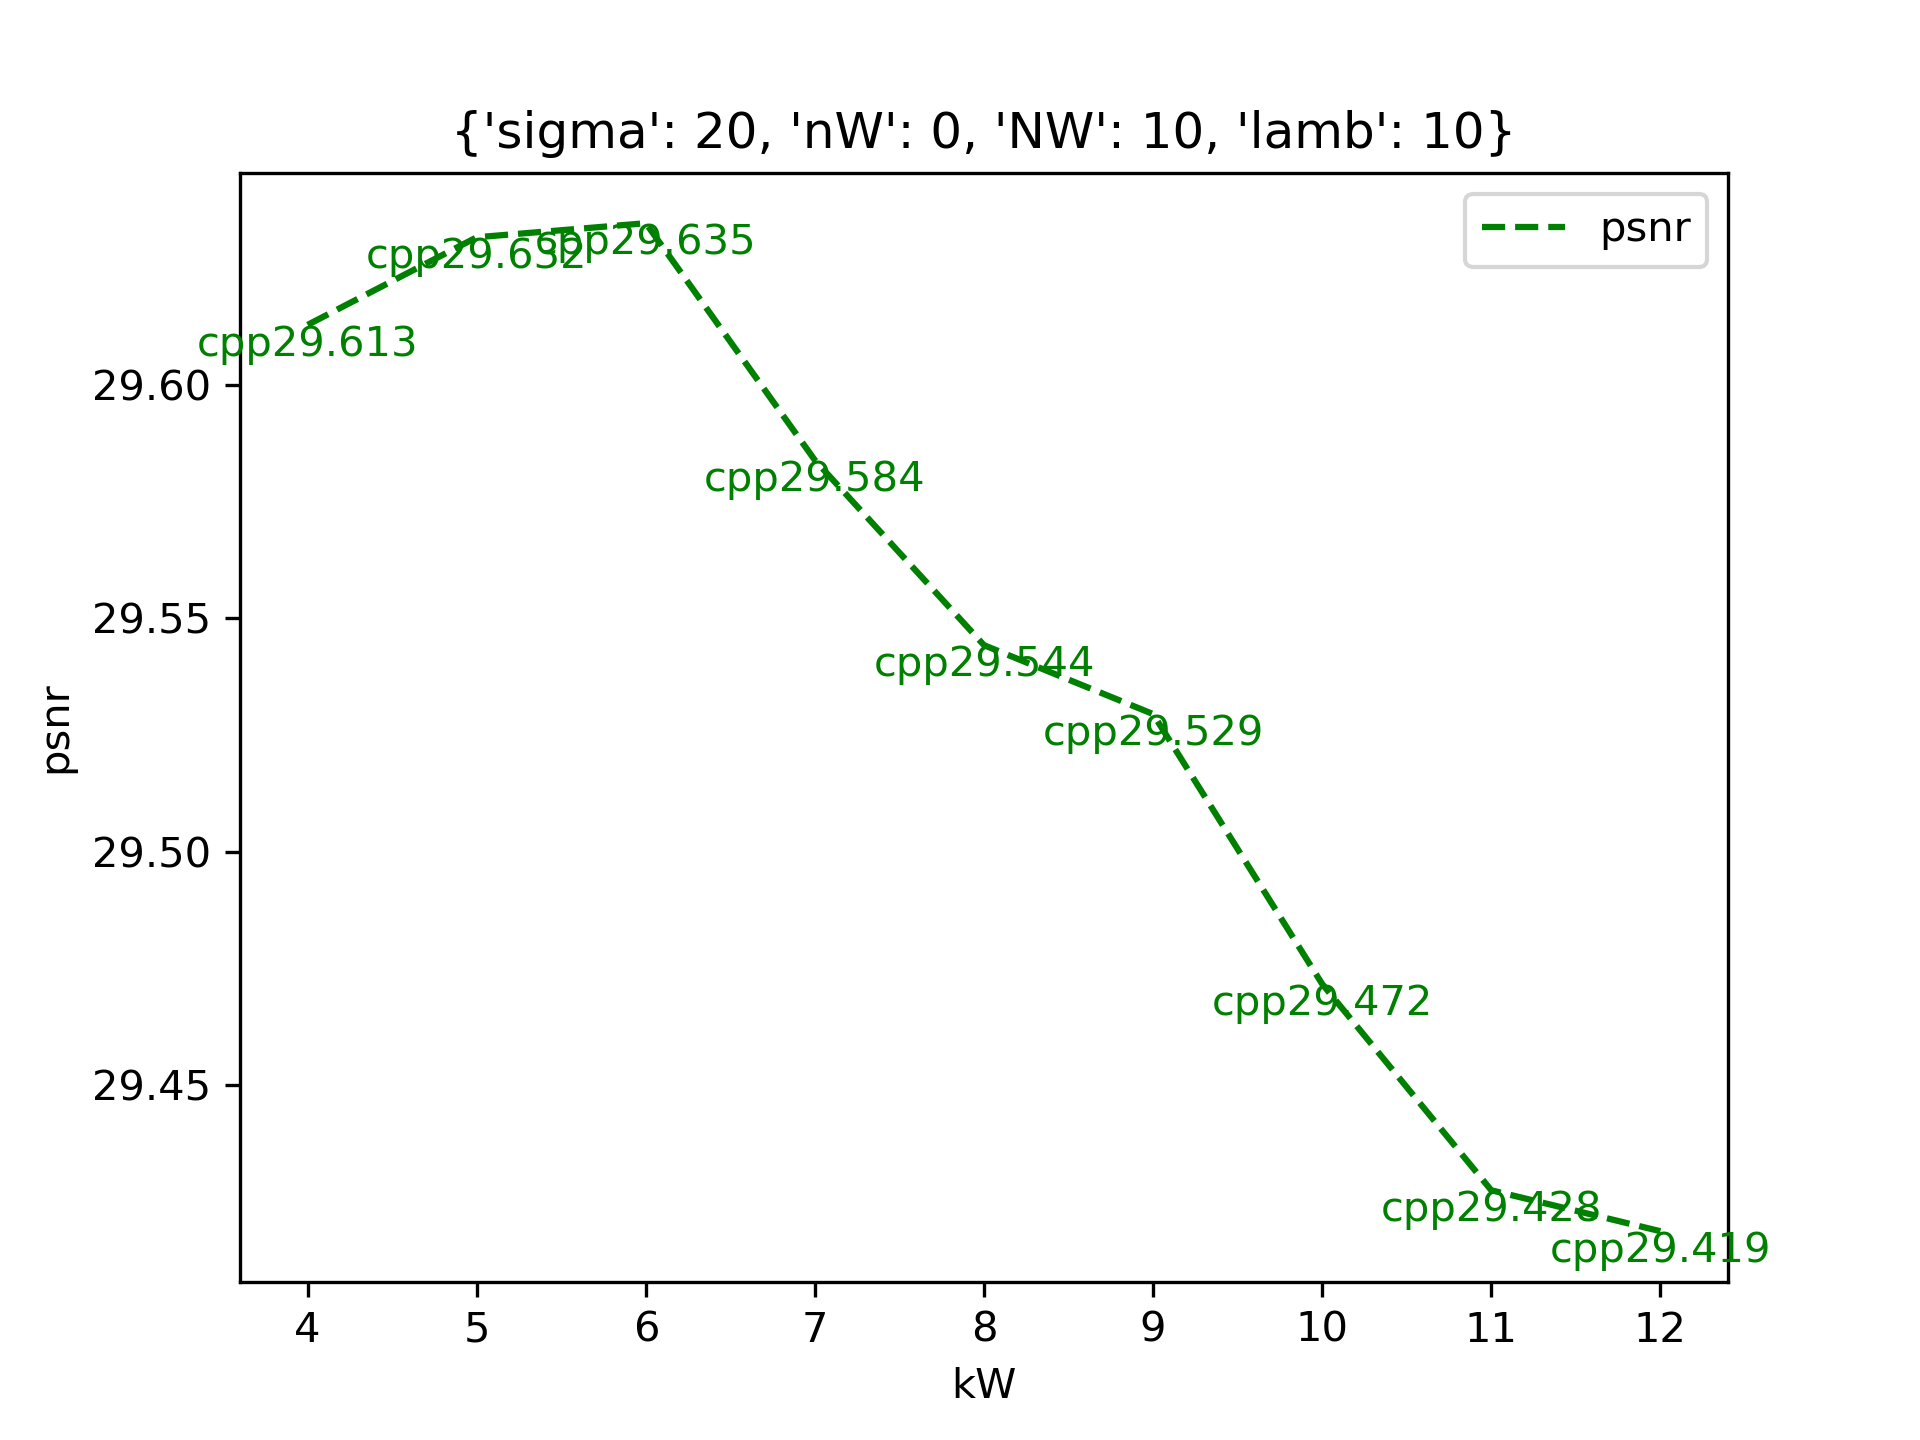 {'sigma': 20, 'nW': 0, 'NW': 10, 'lamb': 10}
psnr
cpp29.613
cpp29.632
cpp29.635
cpp29.584
cpp29.544
cpp29.529
cpp29.472
cpp29.428
cpp29.419
29.60
29.55
29.50
29.45
psnr
4 5 6 7 8 9 10 11 12
kW